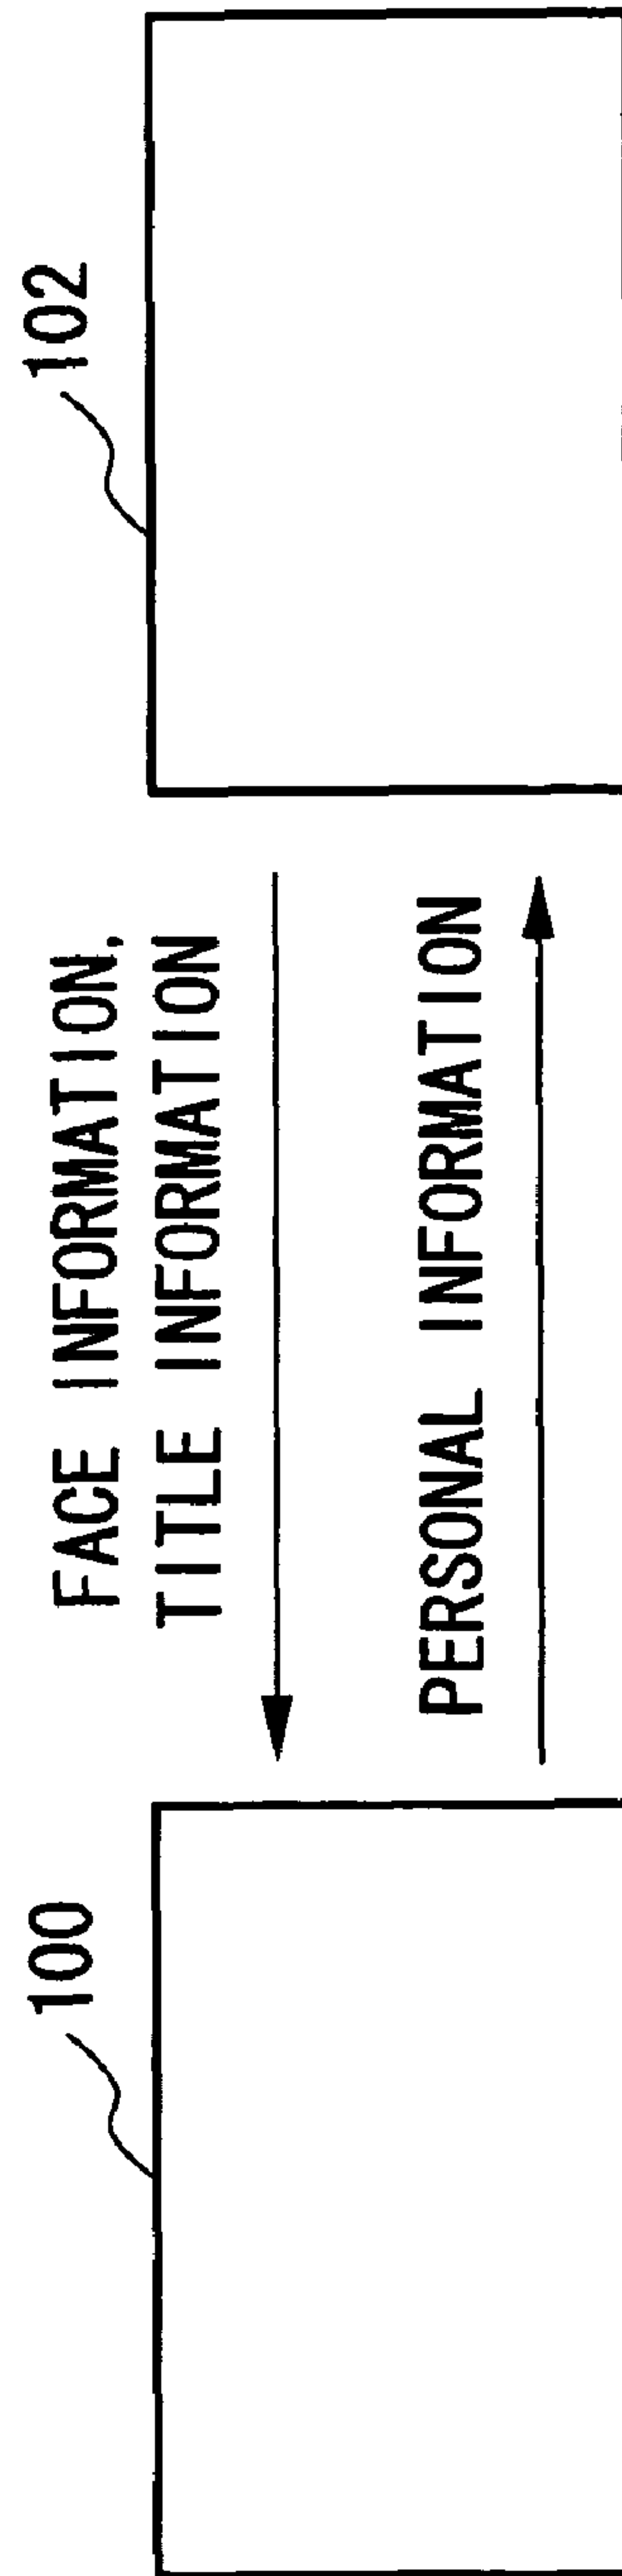 100
FACE INFORMATION,
TITLE INFORMATION
PERSONAL INFORMATION
102